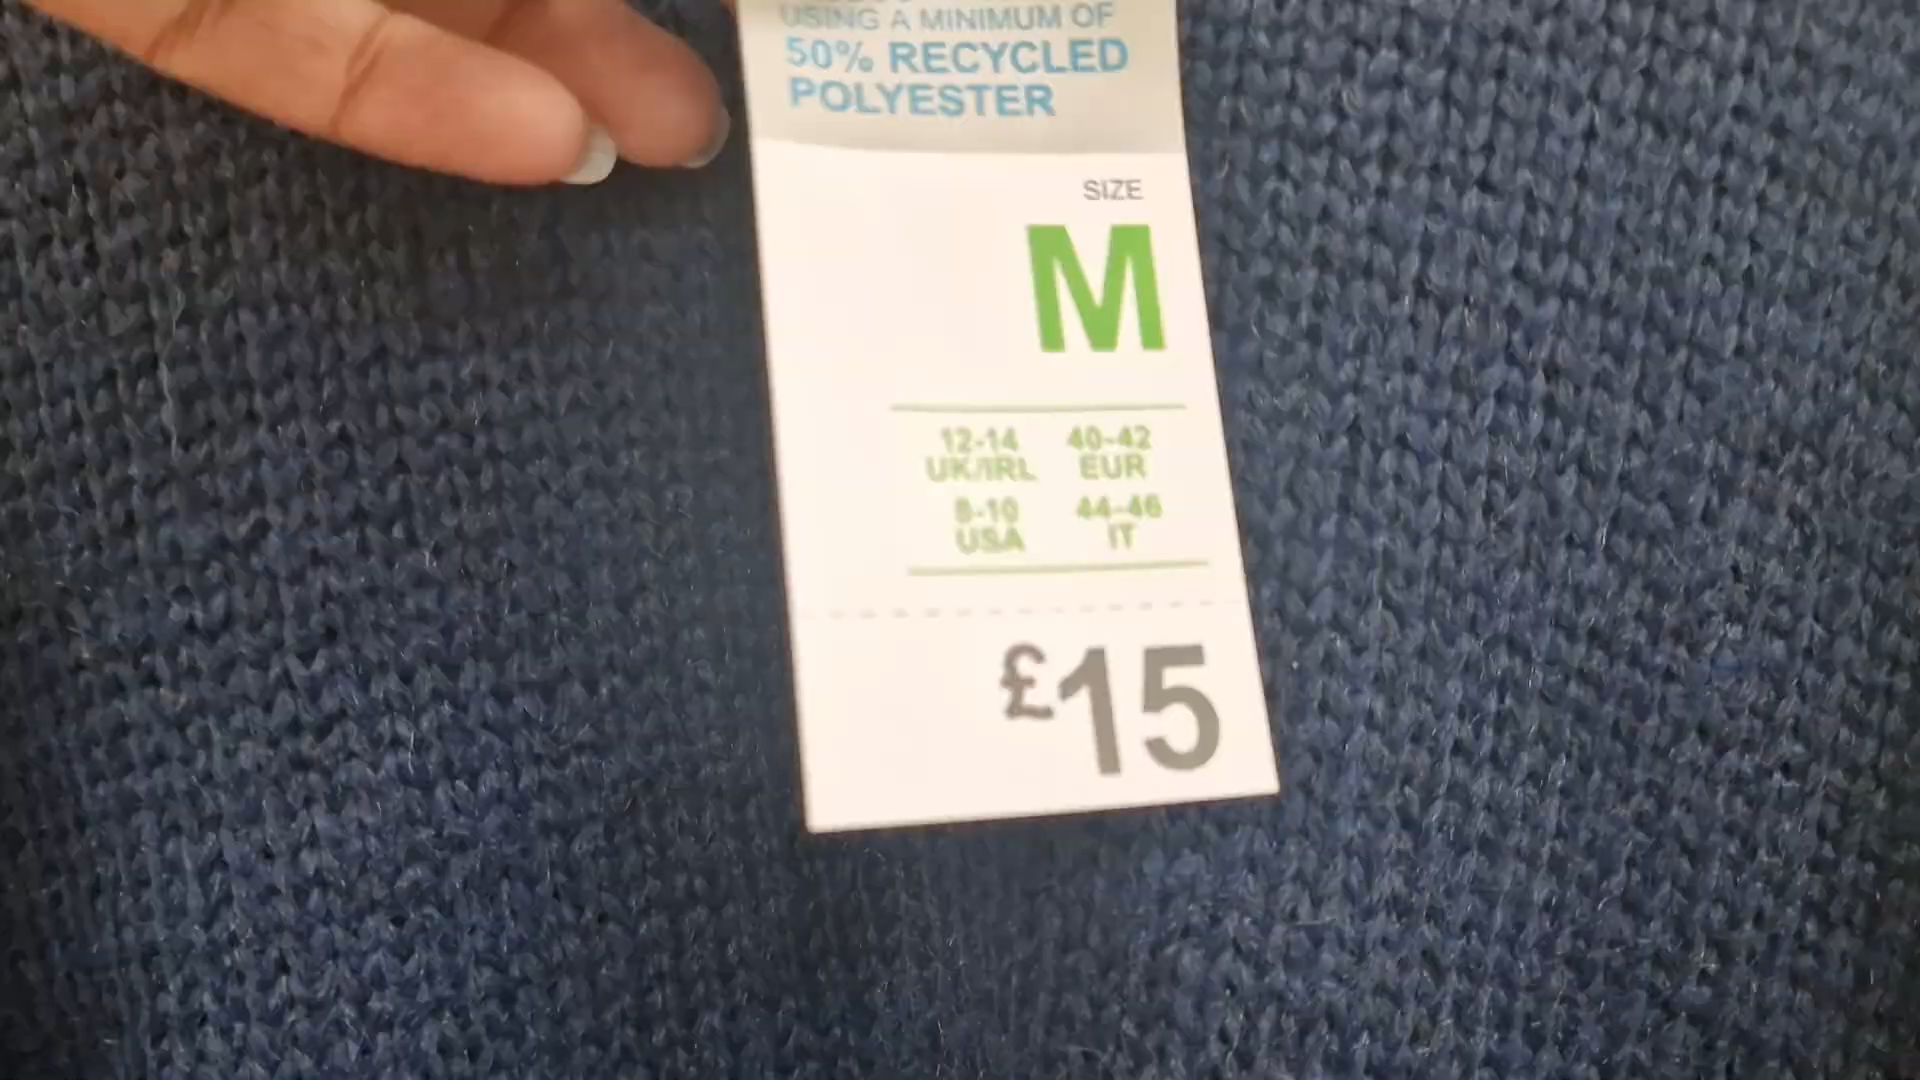 USING A MINIMUM OF
50% RECYCLED
POLYESTER
SIZE
M
12-14 40-42
UK/IRL EUR
8-10 44-46
USA IT
£15